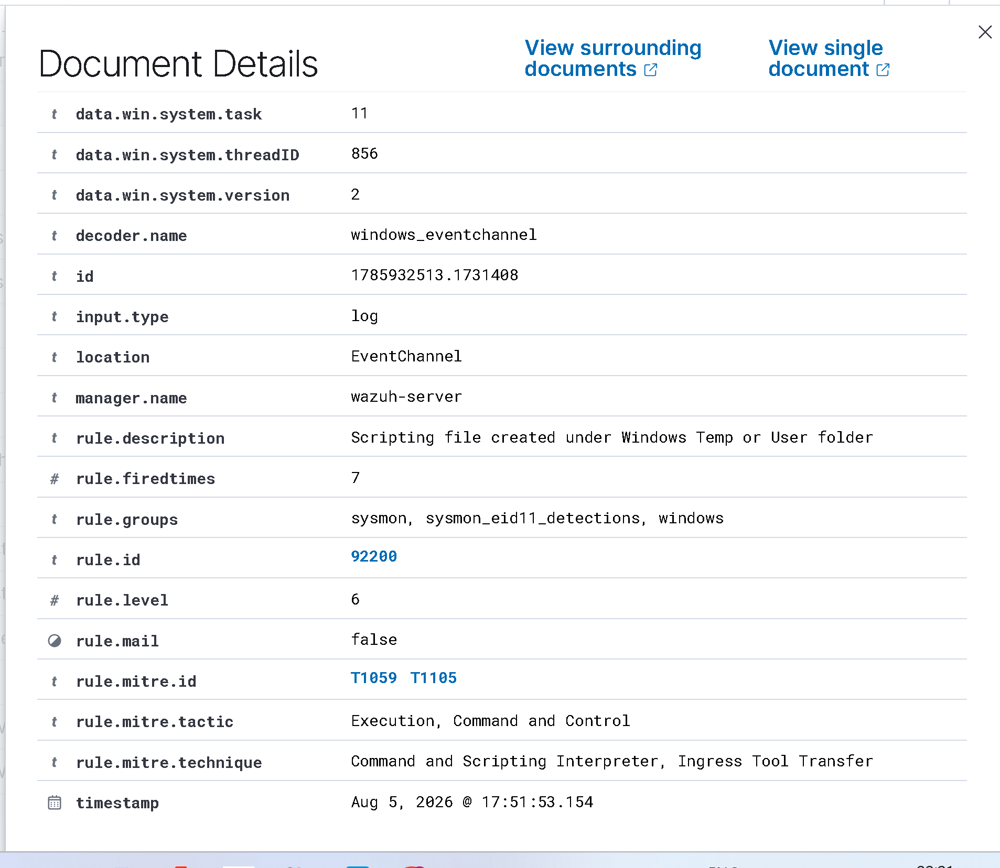 Document Details
View surrounding
documents
View single
document
data.win.system.task 11
data.win.system.threadID 856
data.win.system.version 2
decoder.name windows_eventchannel
id 1785932513.1731408
input.type log
location EventChannel
manager.name wazuh-server
rule.description Scripting file created under Windows Temp or User folder
rule.firedtimes 7
rule.groups sysmon, sysmon_eid11_detections, windows
rule.id 92200
rule.level 6
rule.mail false
rule.mitre.id T1059 T1105
rule.mitre.tactic Execution, Command and Control
rule.mitre.technique Command and Scripting Interpreter, Ingress Tool Transfer
timestamp Aug 5, 2026 @ 17:51:53.154